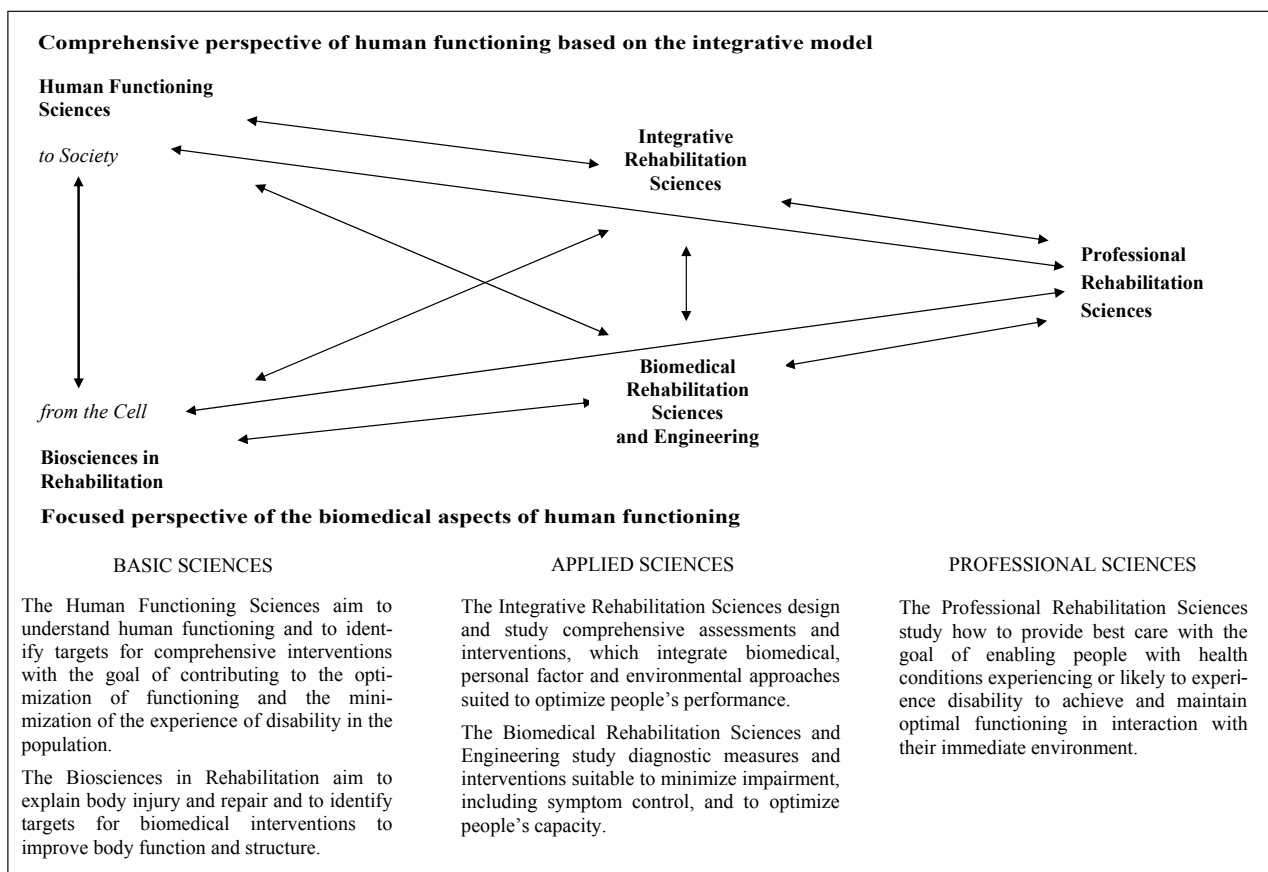 Comprehensive perspective of human functioning based on the integrative model
Human Functioning
Sciences
to Society
Integrative
Rehabilitation
Sciences
Professional
Rehabilitation
Sciences
from the Cell
Biosciences in
Rehabilitation
Biomedical
Rehabilitation
Sciences
and Engineering
Focused perspective of the biomedical aspects of human functioning
BASIC SCIENCES
The Human Functioning Sciences aim to
understand human functioning and to ident-
ify targets for comprehensive interventions
with the goal of contributing to the opti-
mization of functioning and the mini-
mization of the experience of disability in the
population.
The Biosciences in Rehabilitation aim to
explain body injury and repair and to identify
targets for biomedical interventions to
improve body function and structure.
APPLIED SCIENCES
The Integrative Rehabilitation Sciences design
and study comprehensive assessments and
interventions, which integrate biomedical,
personal factor and environmental approaches
suited to optimize people's performance.
The Biomedical Rehabilitation Sciences and
Engineering study diagnostic measures and
interventions suitable to minimize impairment,
including symptom control, and to optimize
people's capacity.
PROFESSIONAL SCIENCES
The Professional Rehabilitation Sciences
study how to provide best care with the
goal of enabling people with health
conditions experiencing or likely to experi-
ence disability to achieve and maintain
optimal functioning in interaction with
their immediate environment.